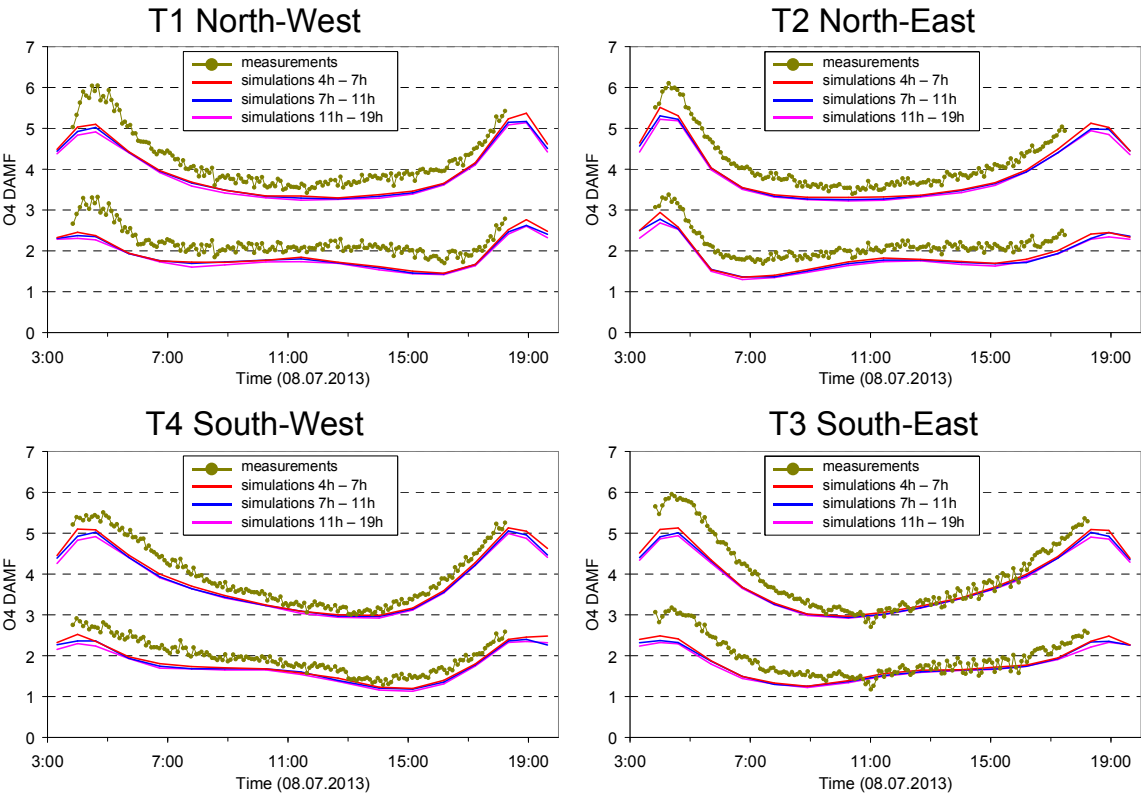 T1 North-West
7
6
5
4
3
2
1
0
O4 DAMF
measurements
simulations 4h – 7h
simulations 7h – 11h
simulations 11h – 19h
3:00 7:00 11:00 15:00 19:00
Time (08.07.2013)
T2 North-East
7
6
5
4
3
2
1
0
O4 DAMF
measurements
simulations 4h – 7h
simulations 7h – 11h
simulations 11h – 19h
3:00 7:00 11:00 15:00 19:00
Time (08.07.2013)
T4 South-West
7
6
5
4
3
2
1
0
O4 DAMF
measurements
simulations 4h – 7h
simulations 7h – 11h
simulations 11h – 19h
3:00 7:00 11:00 15:00 19:00
Time (08.07.2013)
T3 South-East
7
6
5
4
3
2
1
0
O4 DAMF
measurements
simulations 4h – 7h
simulations 7h – 11h
simulations 11h – 19h
3:00 7:00 11:00 15:00 19:00
Time (08.07.2013)